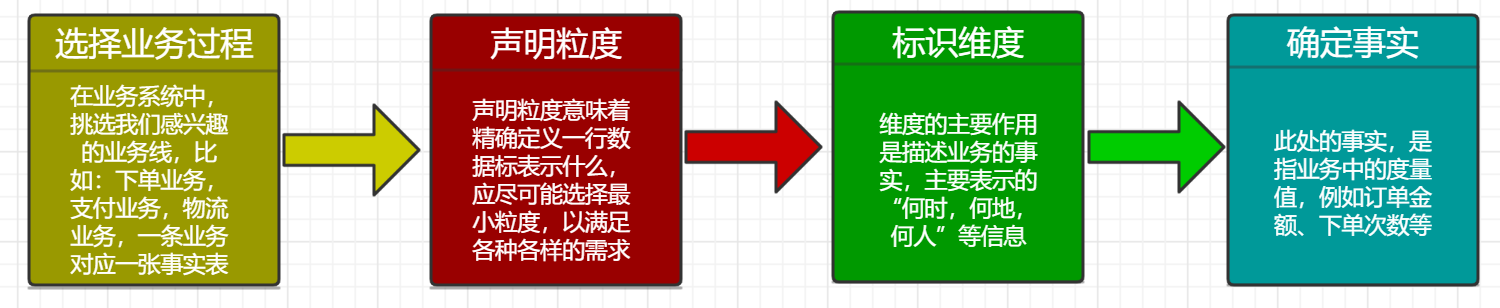 选择业务过程
在业务系统中，
挑选我们感兴趣
的业务线，比
如：下单业务，
支付业务，物流
业务，一条业务
对应一张事实表
声明粒度
声明粒度意味着
精确定义一行数
据标表示什么，
应尽可能选择最
小粒度，以满足
各种各样的需求
标识维度
维度的主要作用
是描述业务的事
实，主要表示的
“何时，何地，
何人”等信息
确定事实
此处的事实，是
指业务中的度量
值，例如订单金
额、下单次数等